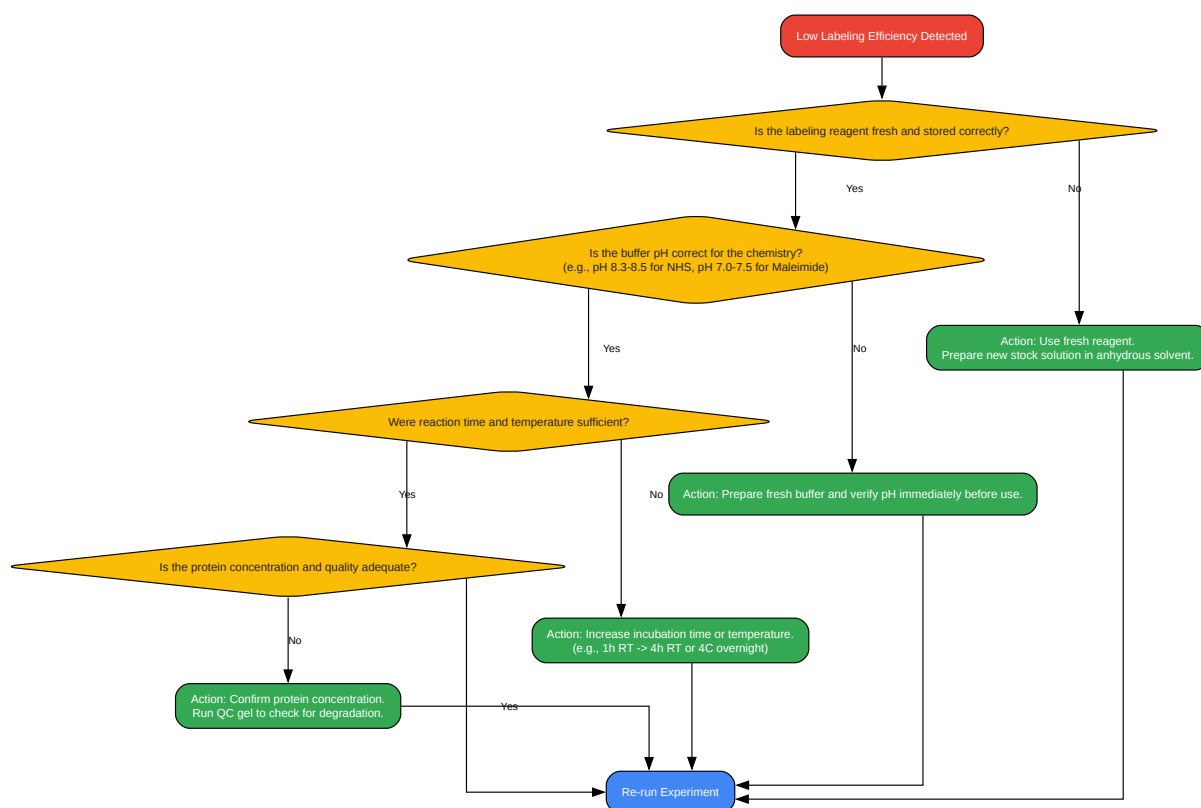 Low Labeling Efficiency Detected
Is the labeling reagent fresh and stored correctly?
Yes
No
Is the buffer pH correct for the chemistry?
(e.g., pH 8.3-8.5 for NHS, pH 7.0-7.5 for Maleimide)
Yes
No
Action: Use fresh reagent.
Prepare new stock solution in anhydrous solvent.
Were reaction time and temperature sufficient?
Yes
No
Action: Prepare fresh buffer and verify pH immediately before use.
Is the protein concentration and quality adequate?
No
Action: Increase incubation time or temperature.
(e.g., 1h RT -> 4h RT or 4C overnight)
Action: Confirm protein concentration.
Run QC gel to check for degradation.
Yes
Re-run Experiment